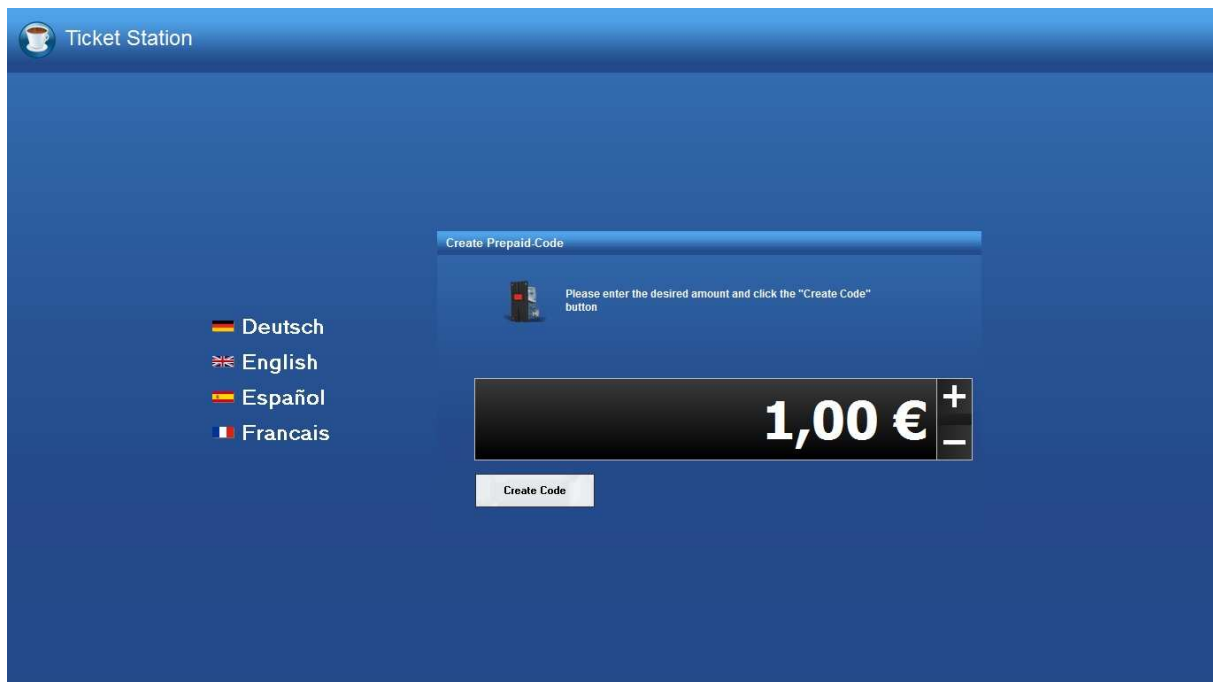 Ticket Station
Create Prepaid-Code
Please enter the desired amount and click the "Create Code"
button
Deutsch
English
Español
Francais
1,00 €
+
–
Create Code